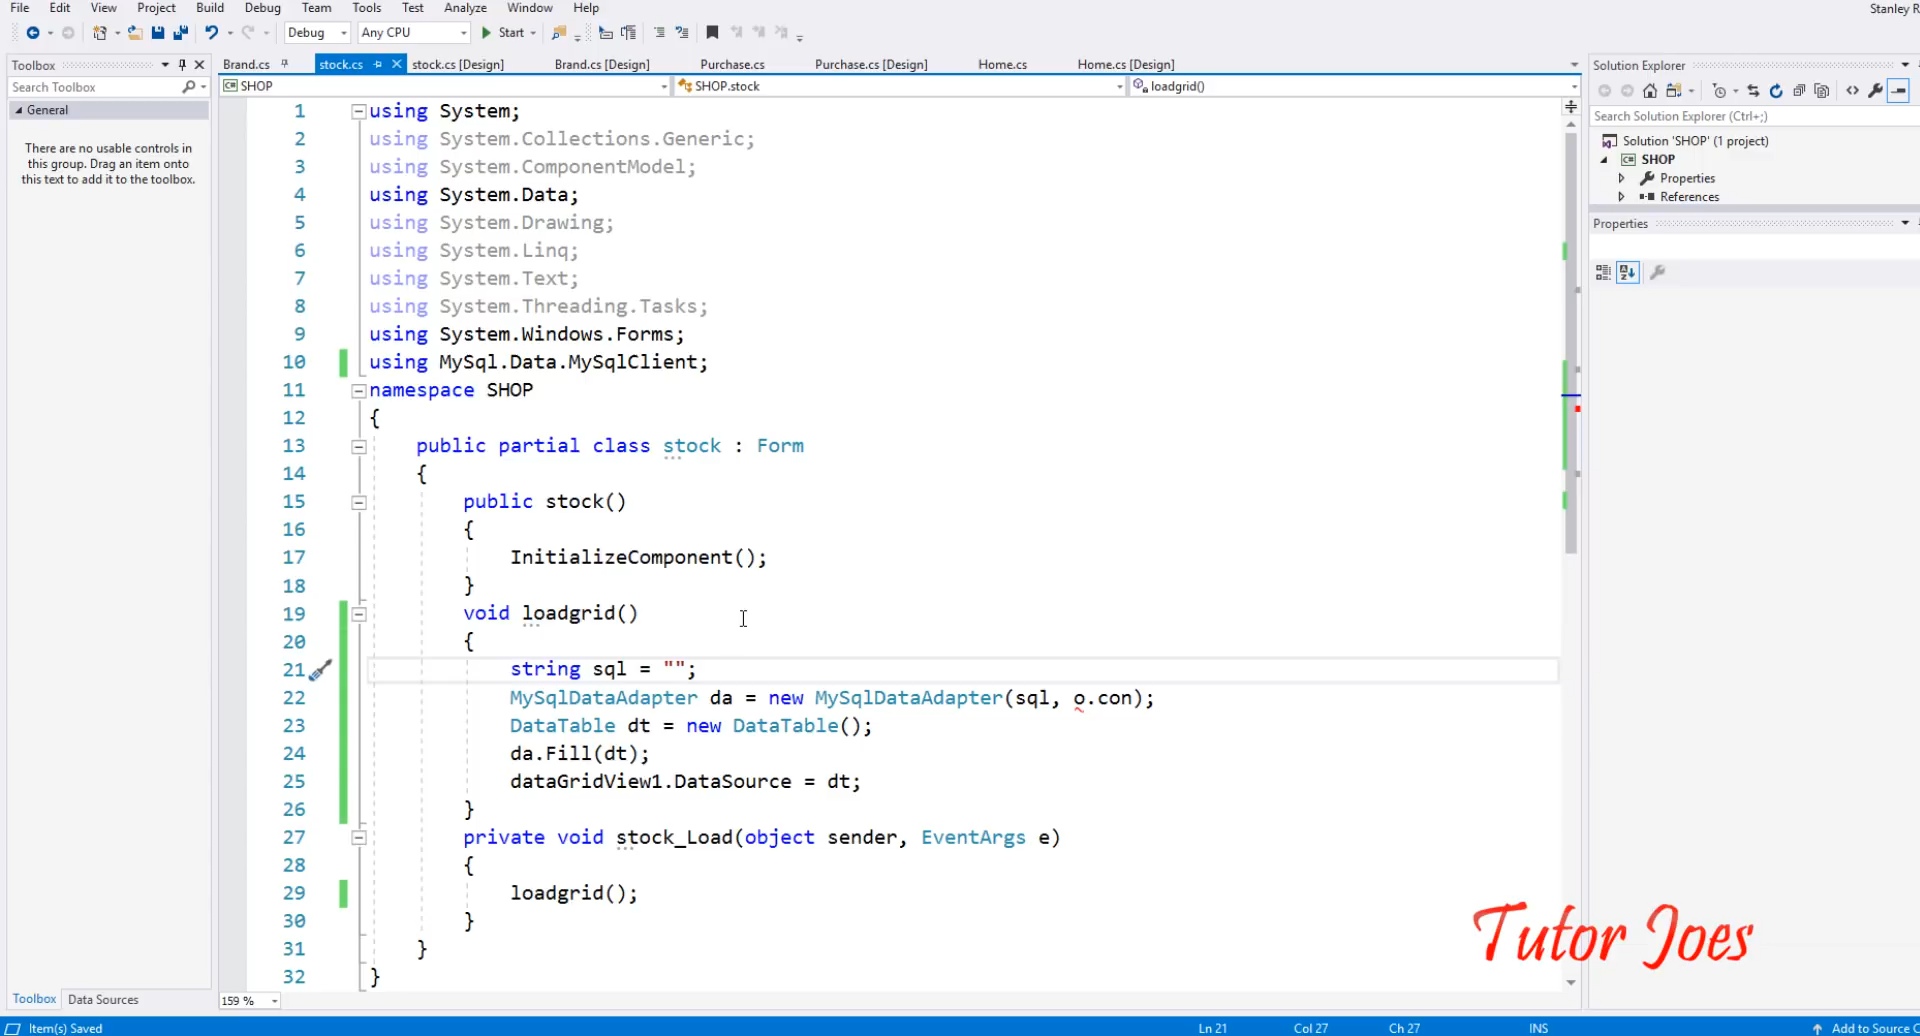 File Edit View Project Build Debug Team Tools Test Analyze Window Help
Stanley R
Debug Any CPU Start
Toolbox
Search Toolbox
General
There are no usable controls in
this group. Drag an item onto
this text to add it to the toolbox.
Brand.cs stock.cs stock.cs [Design] Brand.cs [Design] Purchase.cs Purchase.cs [Design] Home.cs Home.cs [Design]
SHOP SHOP.stock loadgrid()
1 using System;
2 using System.Collections.Generic;
3 using System.ComponentModel;
4 using System.Data;
5 using System.Drawing;
6 using System.Linq;
7 using System.Text;
8 using System.Threading.Tasks;
9 using System.Windows.Forms;
10 using MySql.Data.MySqlClient;
11 namespace SHOP
12 {
13 public partial class stock : Form
14 {
15 public stock()
16 {
17 InitializeComponent();
18 }
19 void loadgrid()
20 {
21 string sql = "";
22 MySqlDataAdapter da = new MySqlDataAdapter(sql, o.con);
23 DataTable dt = new DataTable();
24 da.Fill(dt);
25 dataGridView1.DataSource = dt;
26 }
27 private void stock_Load(object sender, EventArgs e)
28 {
29 loadgrid();
30 }
31 }
32 }
159 %
Solution Explorer
Search Solution Explorer (Ctrl+;)
Solution 'SHOP' (1 project)
C# SHOP
Properties
References
Properties
Tutor Joes
Toolbox Data Sources
Item(s) Saved Ln 21 Col 27 Ch 27 INS Add to Source C